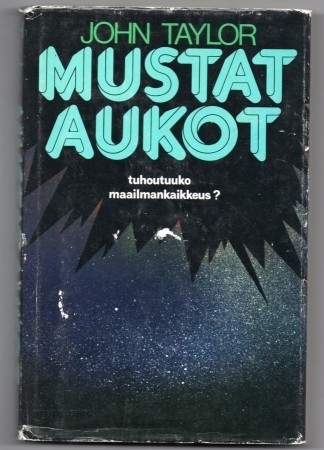 JOHN TAYLOR
MUSTAT
AUKOT
tuhoutuuko
maailmankaikkeus?